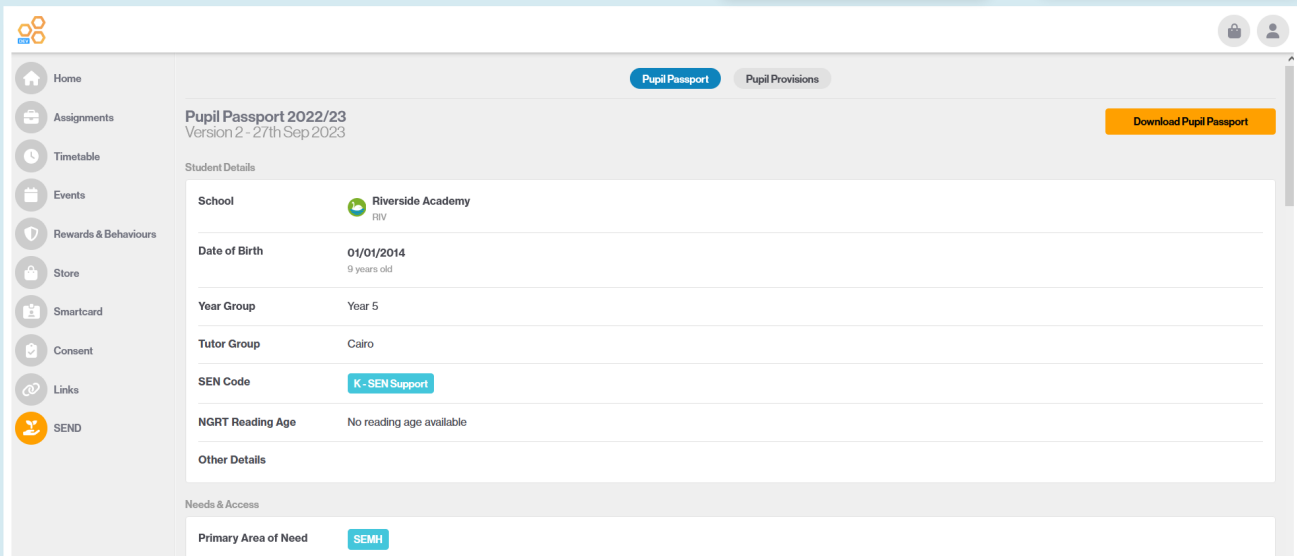 DEV
Pupil Passport
Pupil Provisions
Home
Assignments
Timetable
Events
Rewards & Behaviours
Store
Smartcard
Consent
Links
SEND
Pupil Passport 2022/23
Version 2 - 27th Sep 2023
Download Pupil Passport
Student Details
School
Riverside Academy
RIV
Date of Birth
01/01/2014
9 years old
Year Group
Year 5
Tutor Group
Cairo
SEN Code
K - SEN Support
NGRT Reading Age
No reading age available
Other Details
Needs & Access
Primary Area of Need
SEMH